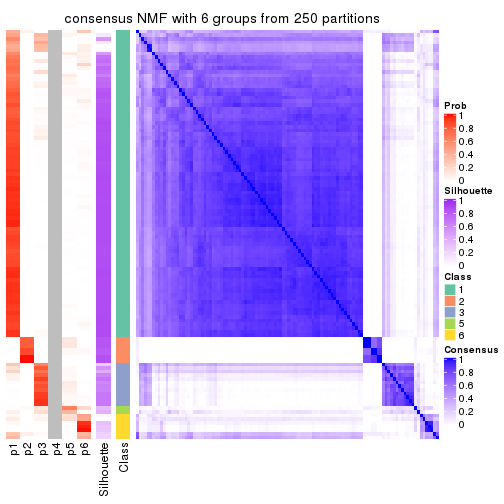 consensus NMF with 6 groups from 250 partitions
Prob
1
0.8
0.6
0.4
0.2
0
Silhouette
1
0.8
0.6
0.4
0.2
0
Class
1
2
3
5
6
Consensus
1
0.8
0.6
0.4
0.2
0
p1
p2
p3
p4
p5
p6
Silhouette
Class